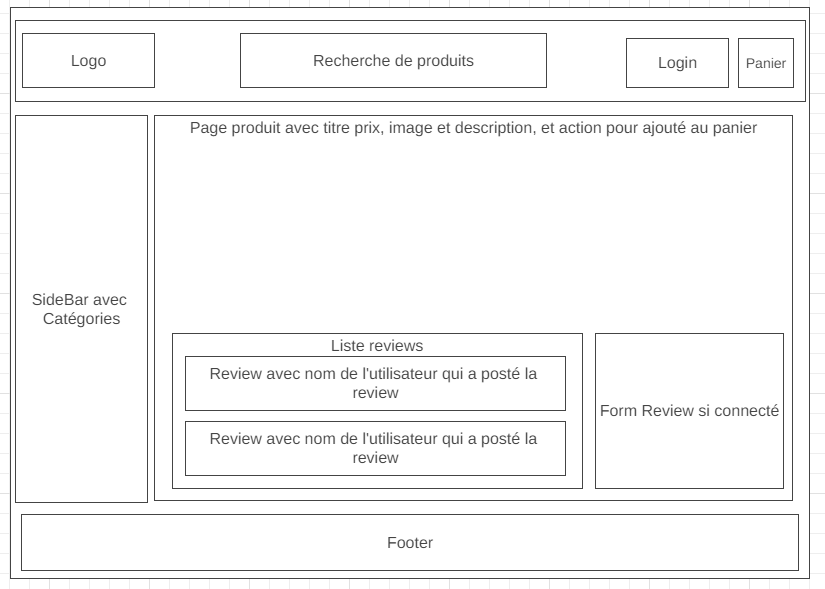 Logo
Recherche de produits
Login
Panier
Page produit avec titre prix, image et description, et action pour ajouté au panier
SideBar avec
Catégories
Liste reviews
Review avec nom de l'utilisateur qui a posté la
review
Review avec nom de l'utilisateur qui a posté la
review
Form Review si connecté
Footer